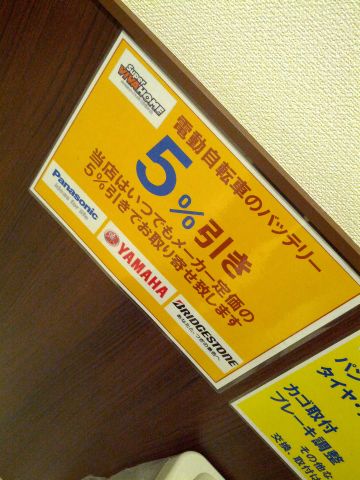 Super
VIVAHOME
電動自転車のバッテリー
5%引き
当店はいつでもメーカー定価の
5%引きでお取り寄せ致します
Panasonic
YAMAHA
BRIDGESTONE
パン
タイヤ・
カゴ取付
ブレーキ調整
その他な
交換、取付は